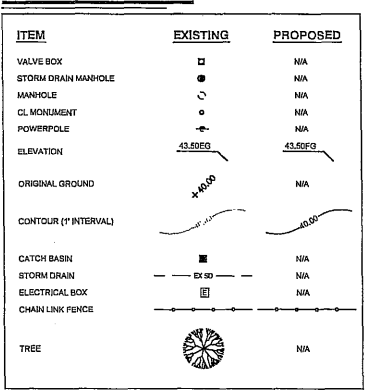 ITEM EXISTING PROPOSED
VALVE BOX N/A
STORM DRAIN MANHOLE N/A
MANHOLE N/A
CL MONUMENT N/A
POWERPOLE N/A
ELEVATION 43.50EG 43.50FG
ORIGINAL GROUND +40.00 N/A
CONTOUR (1' INTERVAL) 40.00
CATCH BASIN N/A
STORM DRAIN EX SD N/A
ELECTRICAL BOX E N/A
CHAIN LINK FENCE
TREE N/A